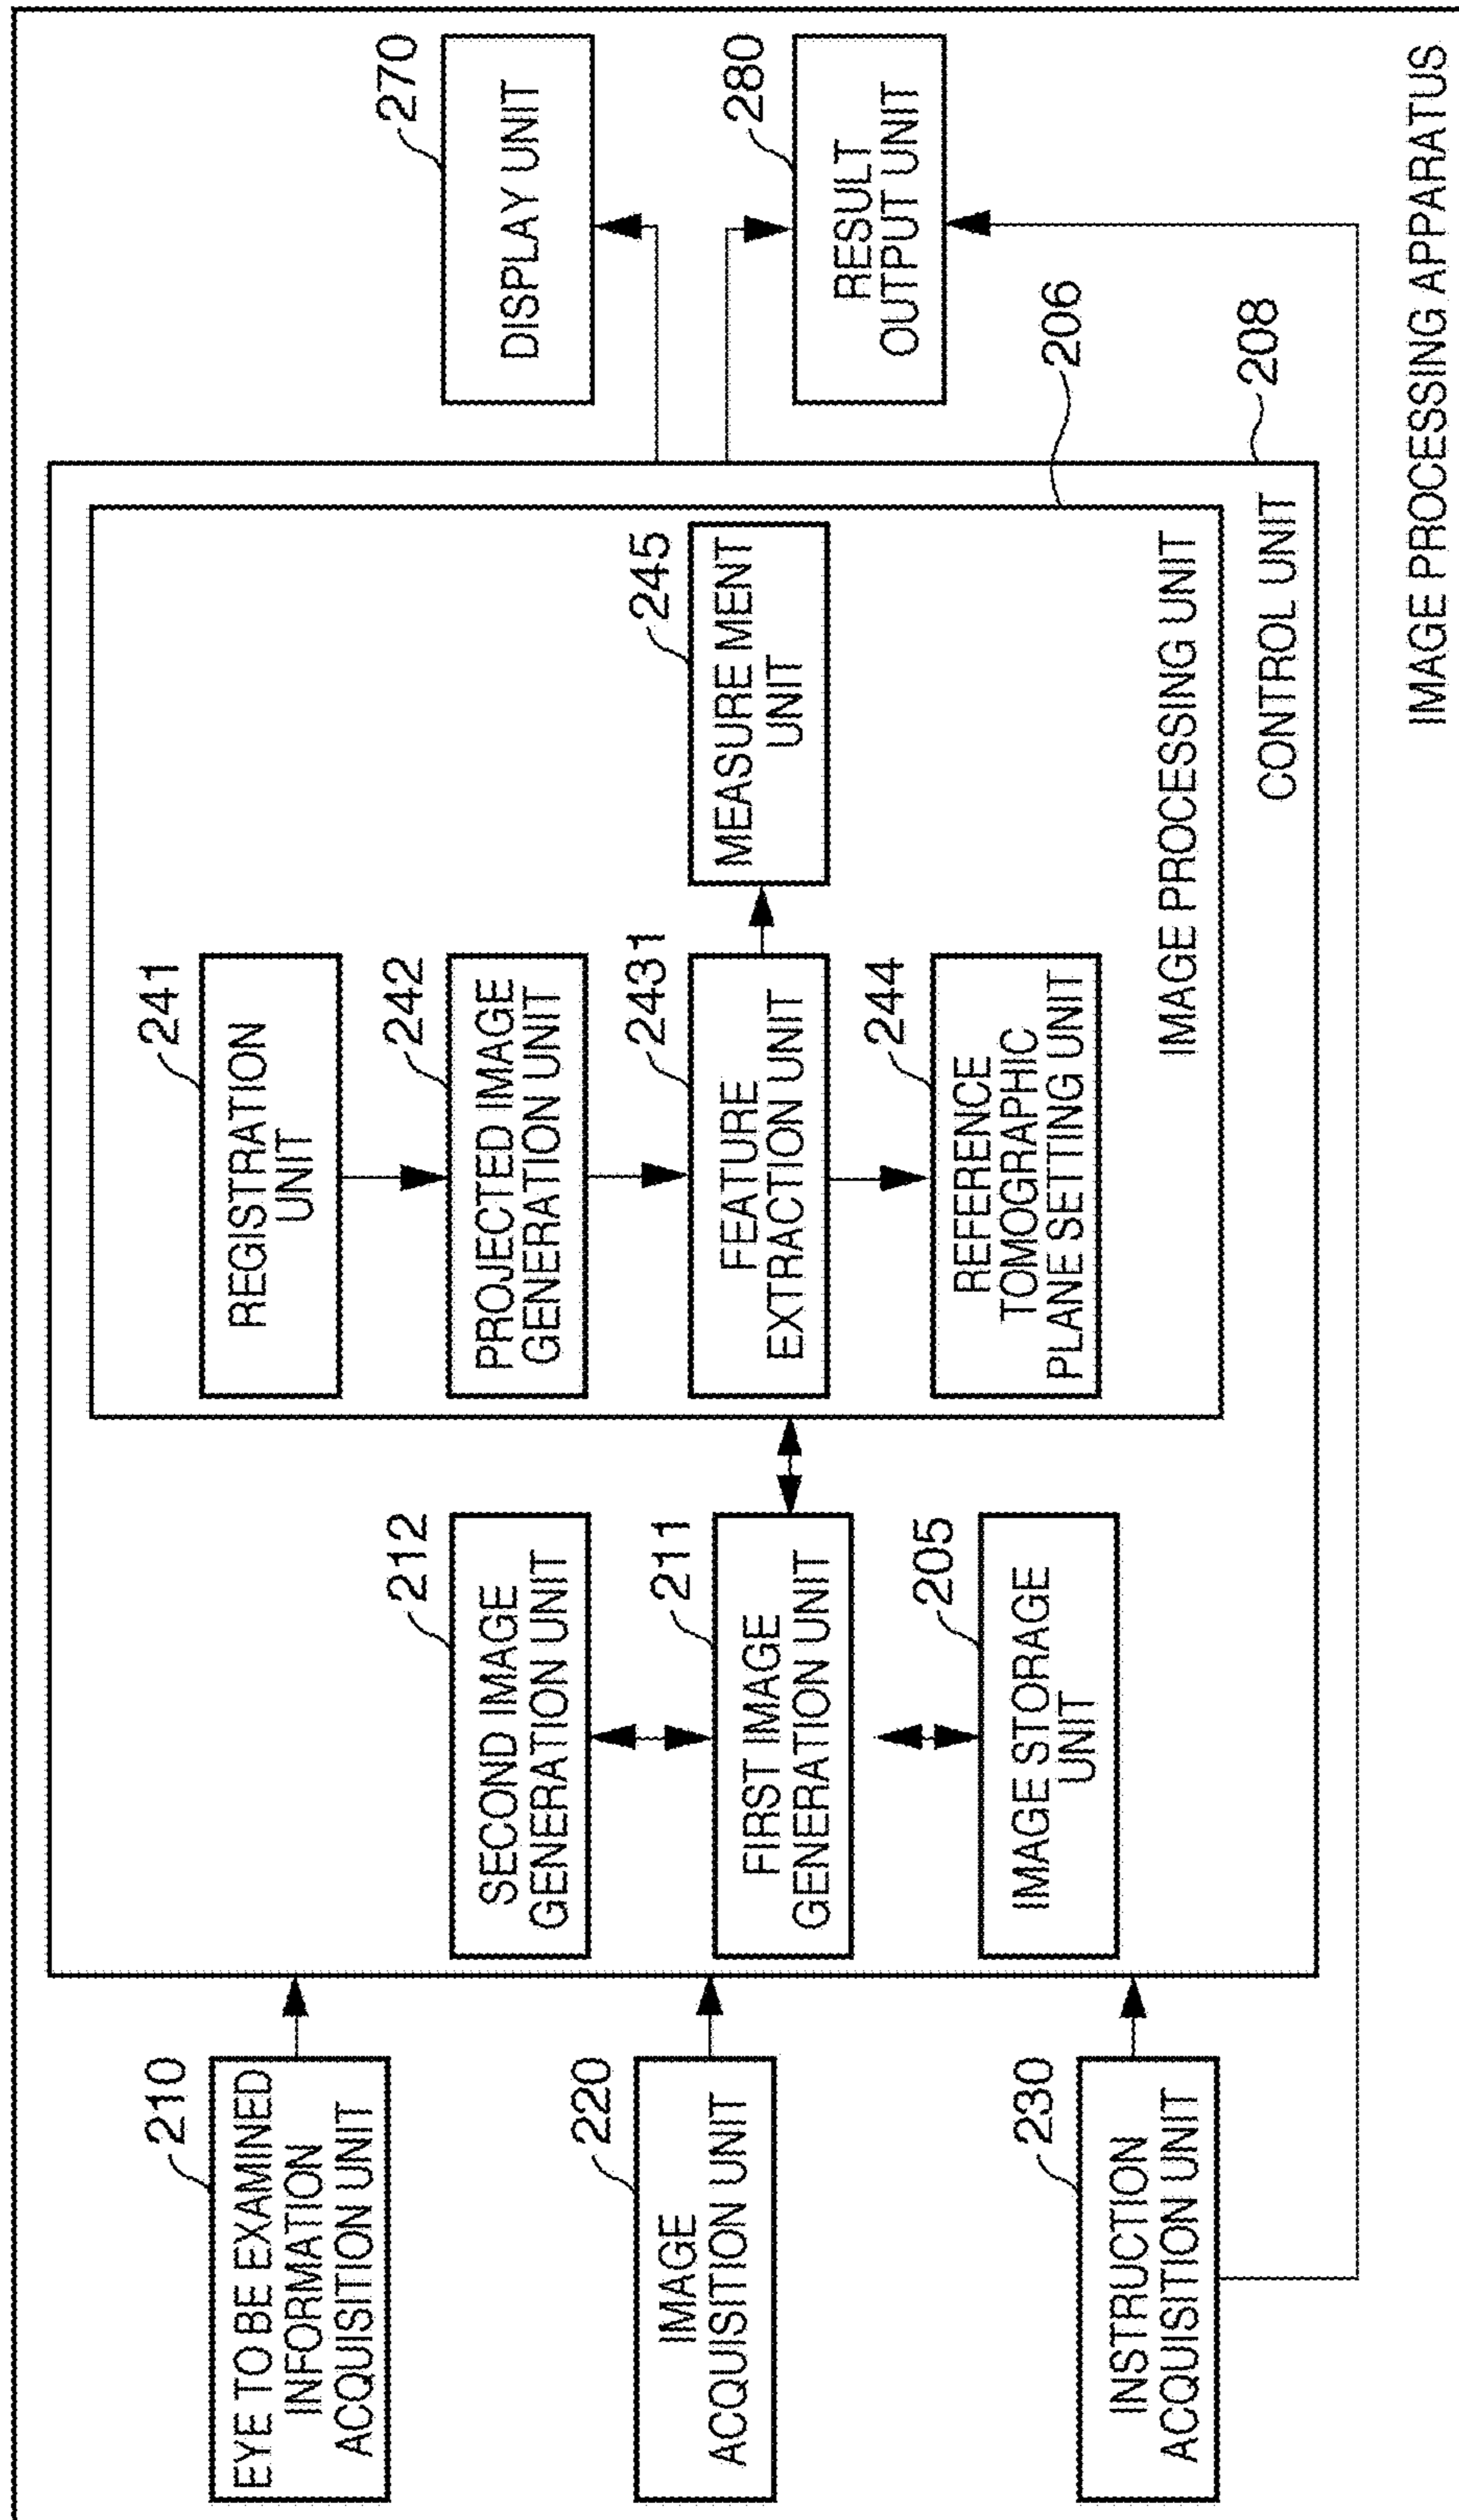 210
EYE TO BE EXAMINED
INFORMATION
ACQUISITION UNIT
220
IMAGE
ACQUISITION UNIT
230
INSTRUCTION
ACQUISITION UNIT
212
SECOND IMAGE
GENERATION UNIT
211
FIRST IMAGE
GENERATION UNIT
205
IMAGE STORAGE
UNIT
241
REGISTRATION
UNIT
242
PROJECTED IMAGE
GENERATION UNIT
2431
FEATURE
EXTRACTION UNIT
244
REFERENCE
TOMOGRAPHIC
PLANE SETTING UNIT
245
MEASURE MENT
UNIT
IMAGE PROCESSING UNIT
206
CONTROL UNIT
208
270
DISPLAY UNIT
280
RESULT
OUTPUT UNIT
IMAGE PROCESSING APPARATUS